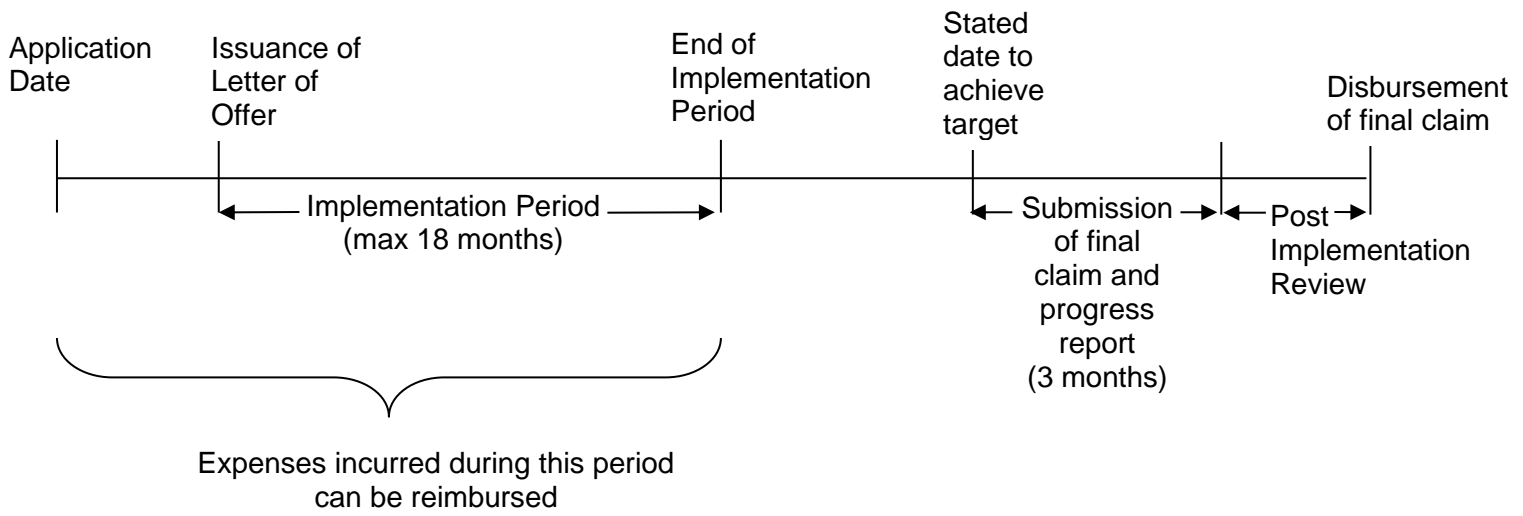 Application
Date
Issuance of
Letter of
Offer
End of
Implementation
Period
Stated
date to
achieve
target
Disbursement
of final claim
Implementation Period
(max 18 months)
Submission
of final
claim and
progress
report
(3 months)
Post
Implementation
Review
Expenses incurred during this period
can be reimbursed